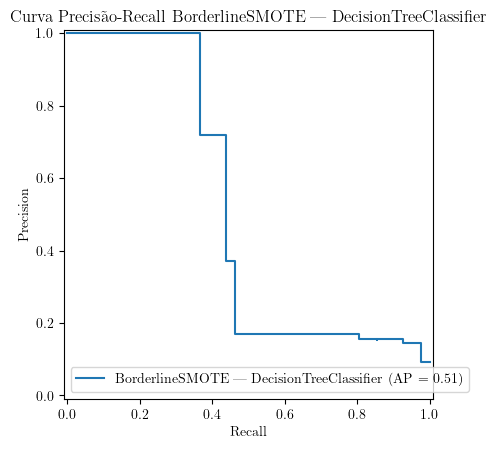 Curva Precisão-Recall BorderlineSMOTE — DecisionTreeClassifier
1.0
0.8
0.6
0.4
0.2
0.0
Precision
BorderlineSMOTE — DecisionTreeClassifier (AP = 0.51)
0.0 0.2 0.4 0.6 0.8 1.0
Recall